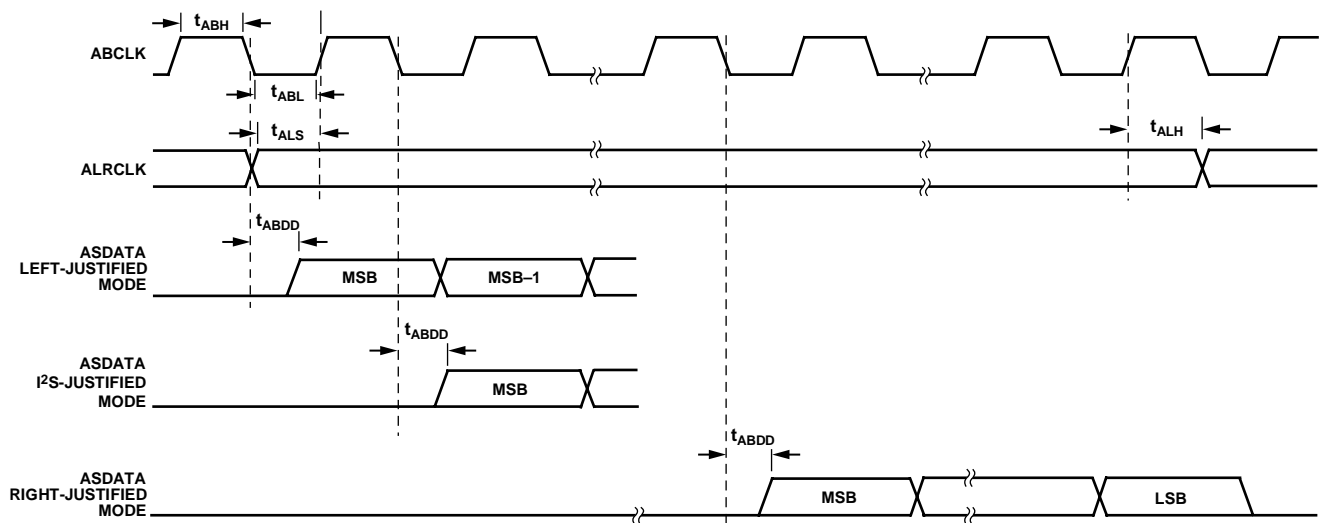 tABH
ABCLK
tABL
tALS
tALH
ALRCLK
tABDD
ASDATA
LEFT-JUSTIFIED
MODE
MSB
MSB–1
tABDD
ASDATA
I²S-JUSTIFIED
MODE
MSB
tABDD
ASDATA
RIGHT-JUSTIFIED
MODE
MSB
LSB